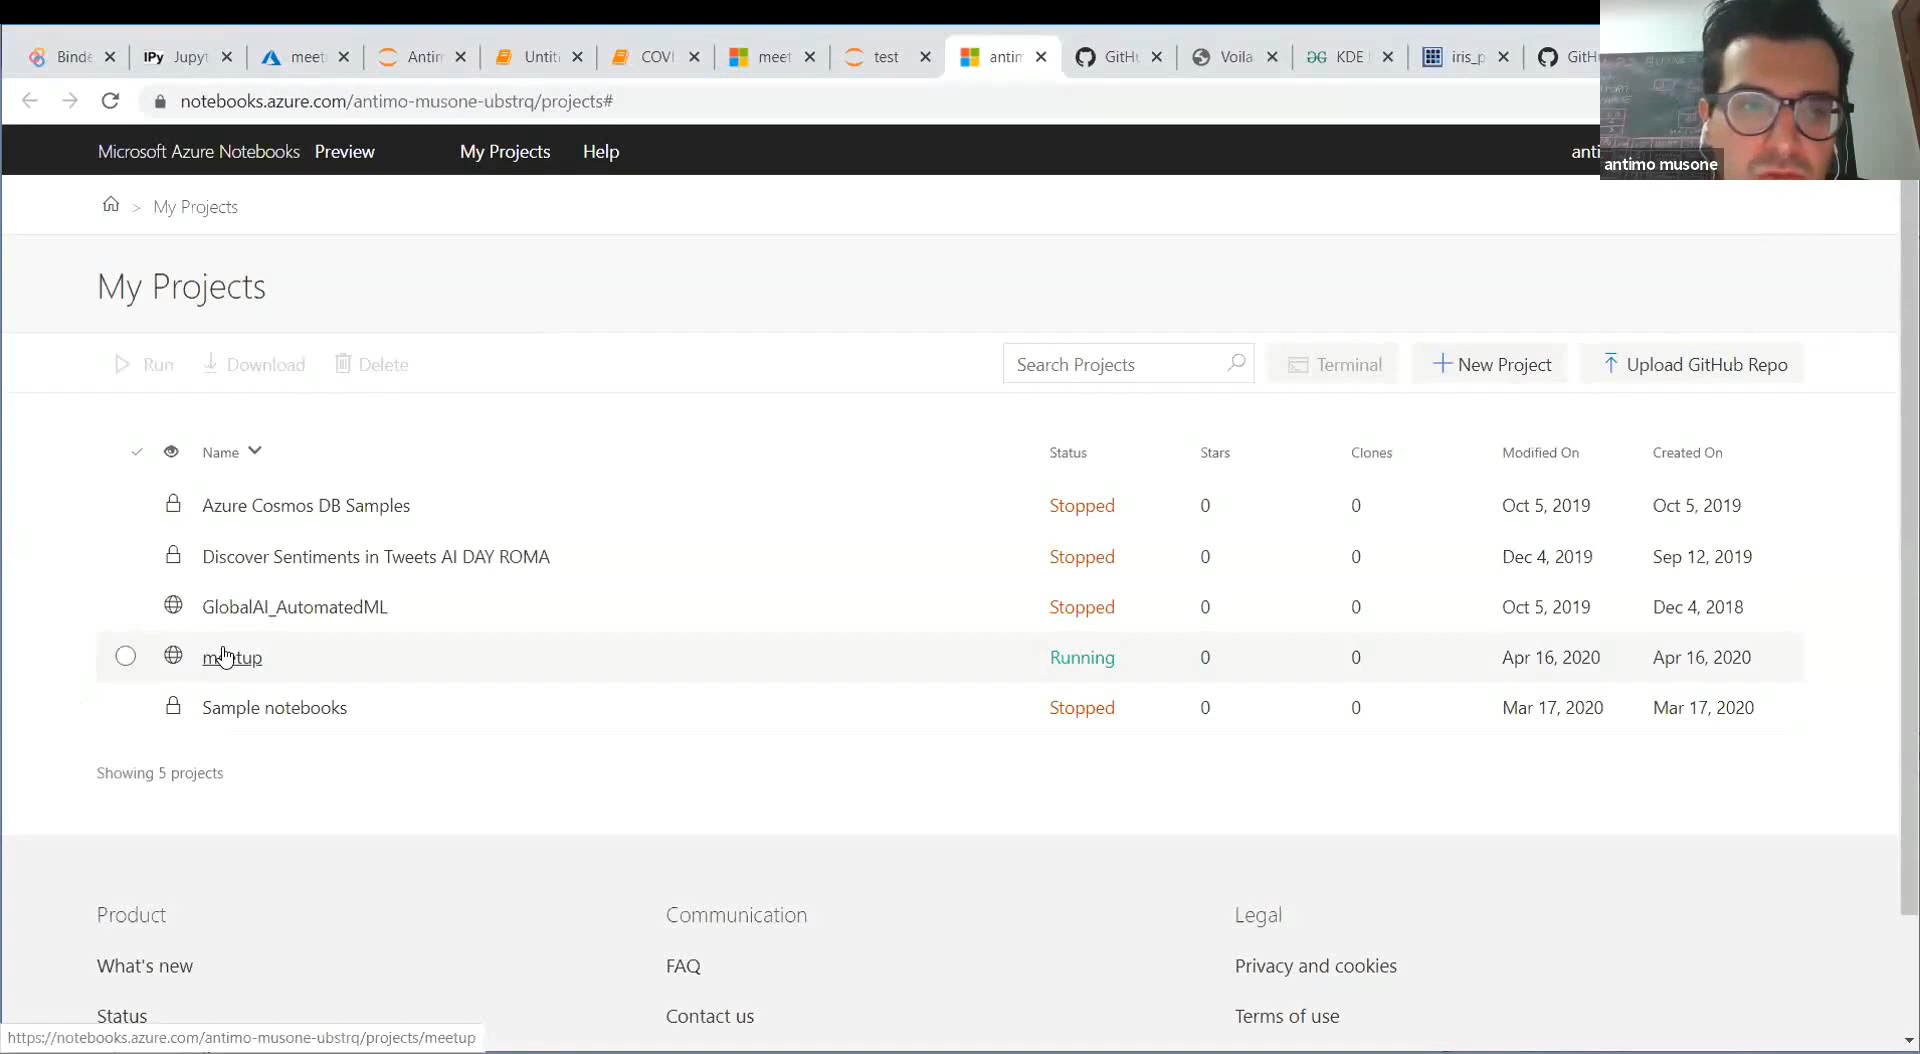 Binde
IPy Jupyt
meet
Antim
Untit
COVI
meet
test
antim
GitHu
Voila
KDE
iris_p
GitHu
notebooks.azure.com/antimo-musone-ubstrq/projects#
antimo musone
Microsoft Azure Notebooks Preview My Projects Help anti
> My Projects
My Projects
Run Download Delete Search Projects Terminal New Project Upload GitHub Repo
Name Status Stars Clones Modified On Created On
Azure Cosmos DB Samples Stopped 0 0 Oct 5, 2019 Oct 5, 2019
Discover Sentiments in Tweets AI DAY ROMA Stopped 0 0 Dec 4, 2019 Sep 12, 2019
GlobalAI_AutomatedML Stopped 0 0 Oct 5, 2019 Dec 4, 2018
meetup Running 0 0 Apr 16, 2020 Apr 16, 2020
Sample notebooks Stopped 0 0 Mar 17, 2020 Mar 17, 2020
Showing 5 projects
Product Communication Legal
What's new FAQ Privacy and cookies
Status Contact us Terms of use
https://notebooks.azure.com/antimo-musone-ubstrq/projects/meetup